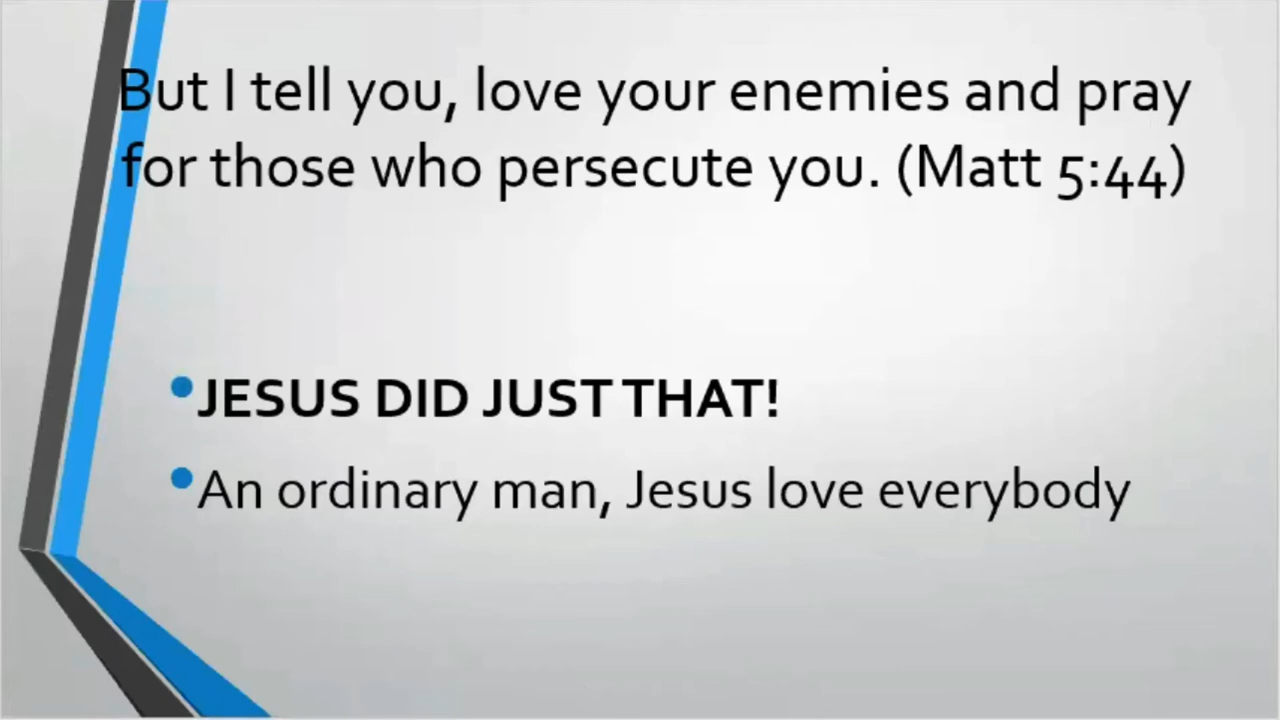 But I tell you, love your enemies and pray
for those who persecute you. (Matt 5:44)
•JESUS DID JUST THAT!
•An ordinary man, Jesus love everybody